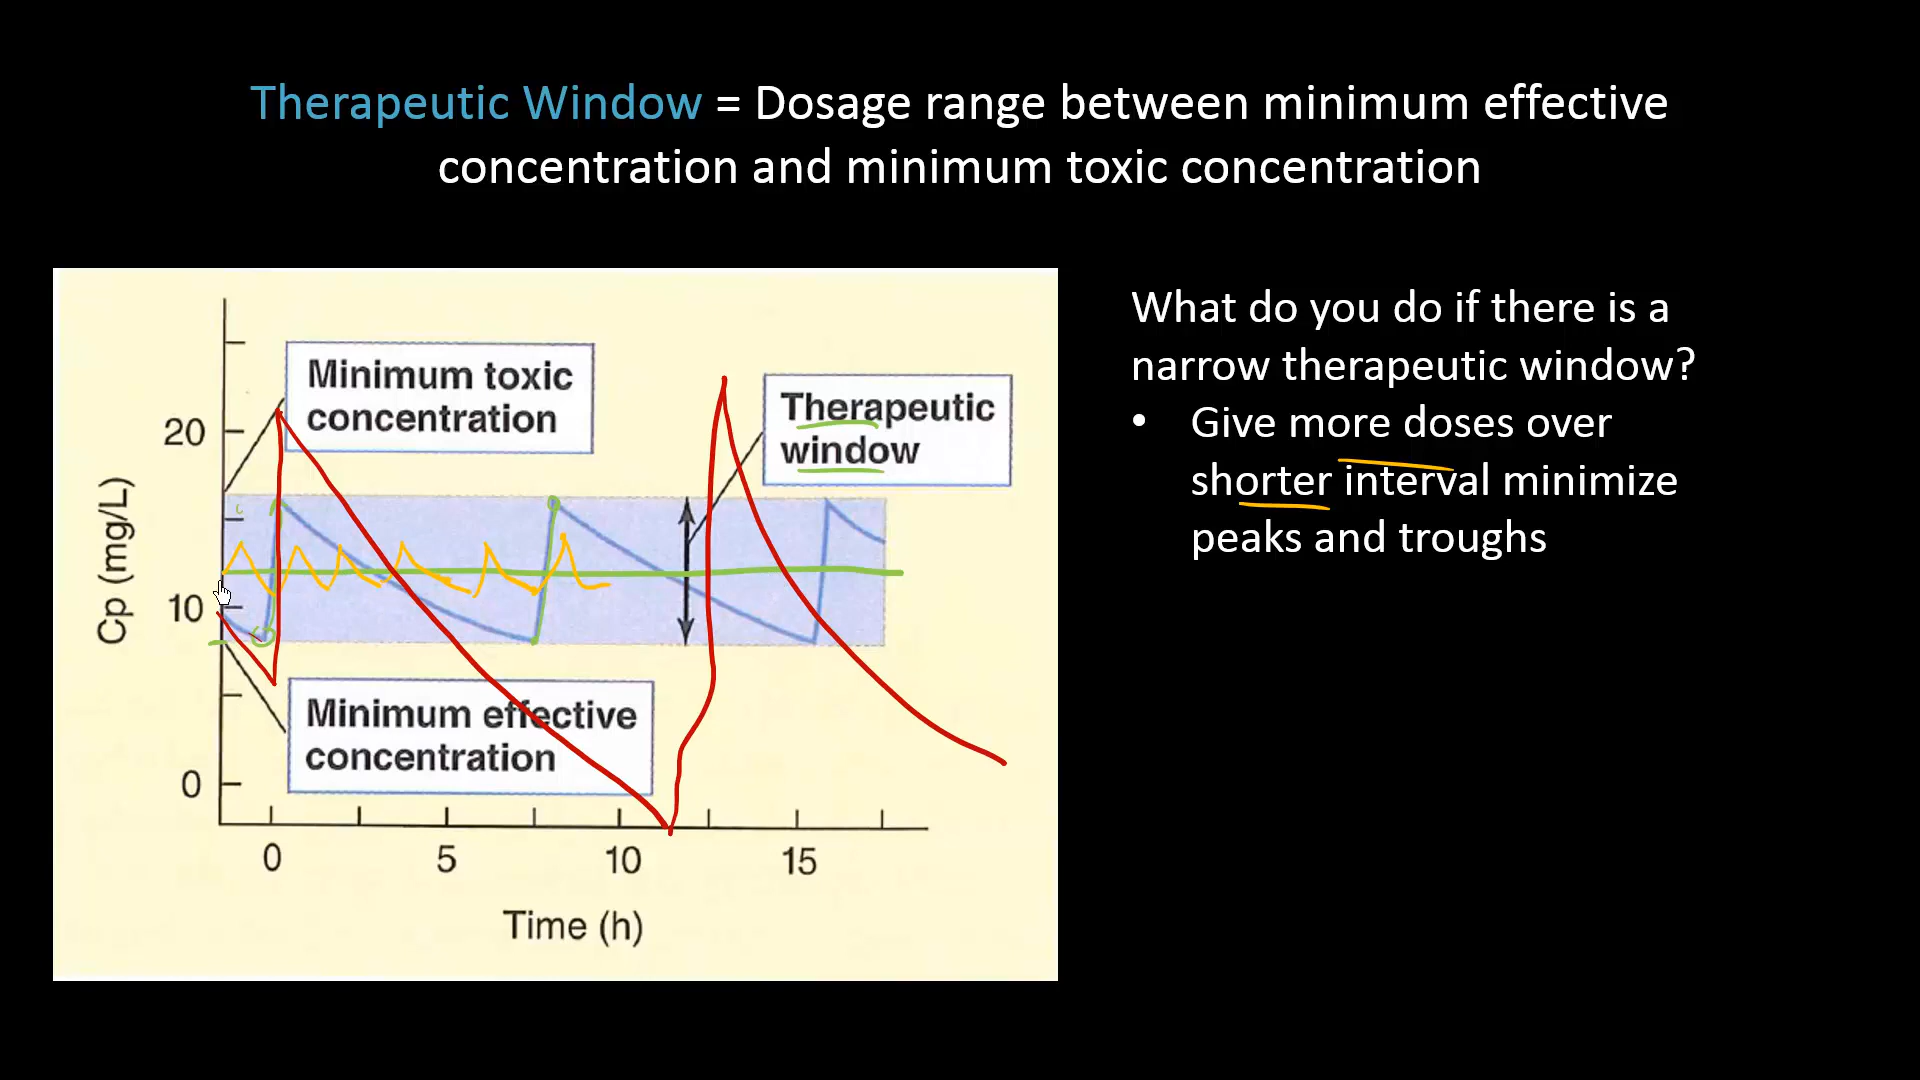 Therapeutic Window = Dosage range between minimum effective
concentration and minimum toxic concentration
Minimum toxic
concentration
Therapeutic
window
20
10
0
Cp (mg/L)
Minimum effective
concentration
0 5 10 15
Time (h)
What do you do if there is a
narrow therapeutic window?
• Give more doses over
shorter interval minimize
peaks and troughs